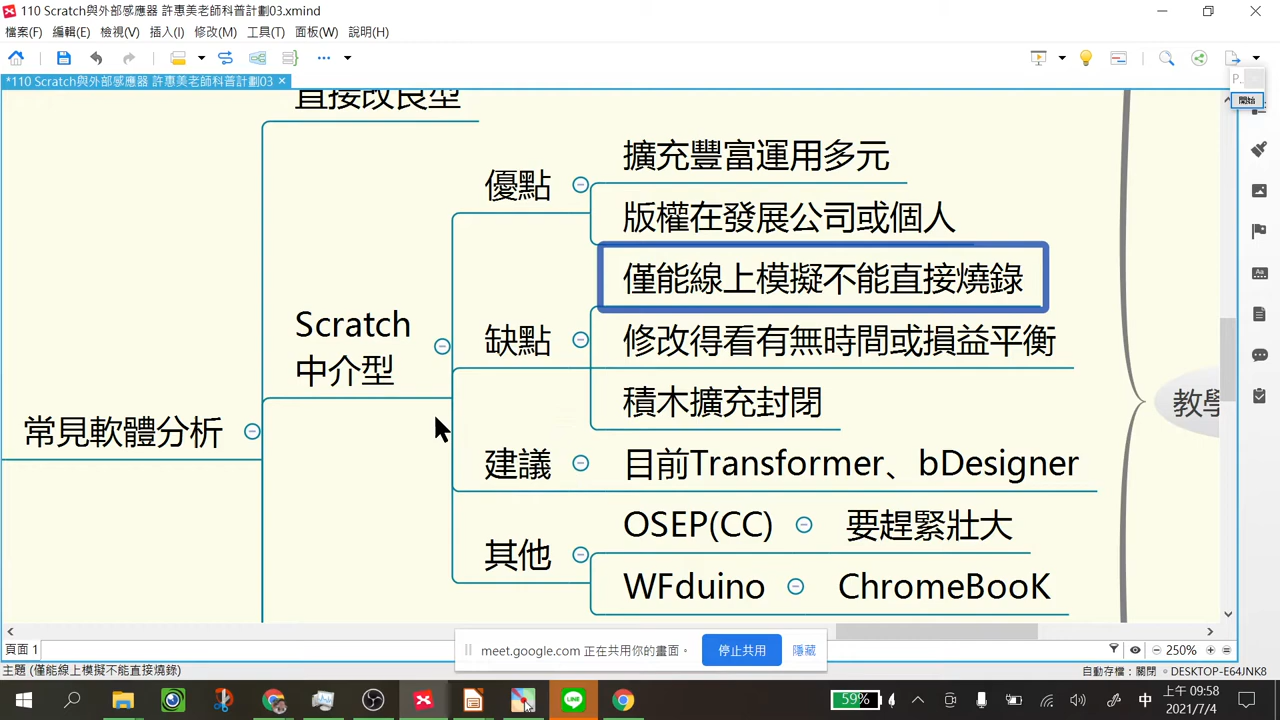 110 Scratch與外部感應器 許惠美老師科普計劃03.xmind
檔案(F) 編輯(E) 檢視(V) 插入(I) 修改(M) 工具(T) 面板(W) 說明(H)
*110 Scratch與外部感應器 許惠美老師科普計劃03
P..
開始
直接改良型
擴充豐富運用多元
優點
版權在發展公司或個人
僅能線上模擬不能直接燒錄
Scratch
中介型
缺點
修改得看有無時間或損益平衡
積木擴充封閉
教學
常見軟體分析
建議
目前Transformer、bDesigner
其他
OSEP(CC)
要趕緊壯大
WFduino
ChromeBooK
頁面 1
meet.google.com 正在共用你的畫面。
停止共用
隱藏
250%
主題 (僅能線上模擬不能直接燒錄)
自動存檔：關閉。
DESKTOP-E64JNK8
59%
LINE
中
上午 09:58
2021/7/4